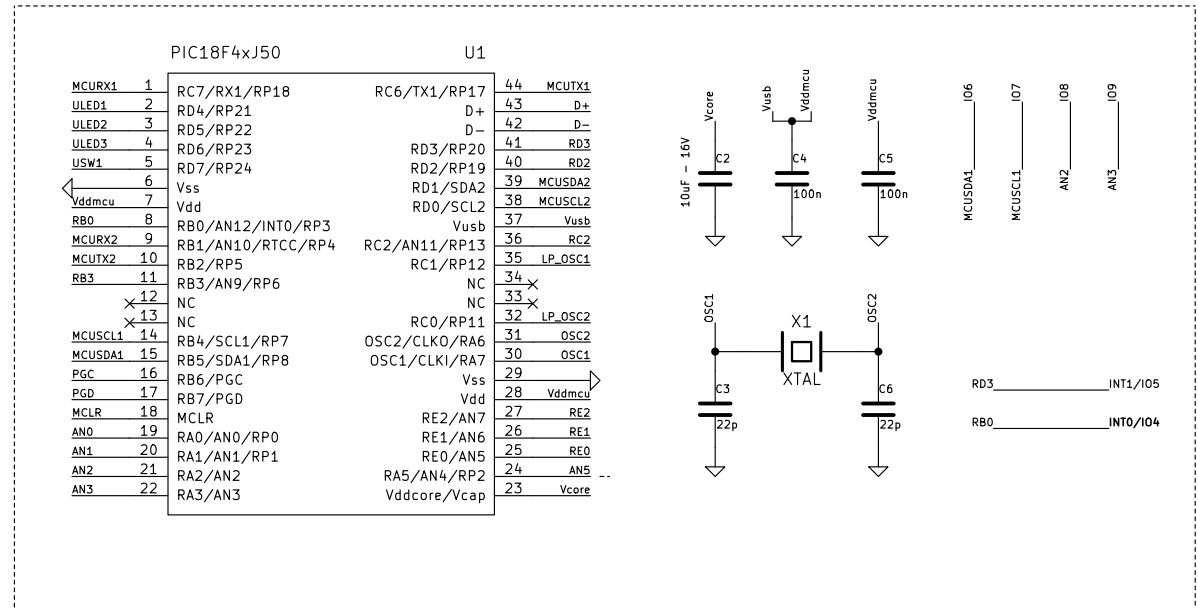 PIC18F4xJ50 U1
MCURX1 1 RC7/RX1/RP18 RC6/TX1/RP17 44 MCUTX1
ULED1 2 RD4/RP21 D+ 43 D+
ULED2 3 RD5/RP22 D- 42 D-
ULED3 4 RD6/RP23 RD3/RP20 41 RD3
USW1 5 RD7/RP24 RD2/RP19 40 RD2
6 Vss RD1/SDA2 39 MCUSDA2
Vddmcu 7 Vdd RD0/SCL2 38 MCUSCL2
RB0 8 RB0/AN12/INT0/RP3 Vusb 37 Vusb
MCURX2 9 RB1/AN10/RTCC/RP4 RC2/AN11/RP13 36 RC2
MCUTX2 10 RB2/RP5 RC1/RP12 35 LP_OSC1
RB3 11 RB3/AN9/RP6 NC 34
12 NC NC 33
13 NC RC0/RP11 32 LP_OSC2
MCUSCL1 14 RB4/SCL1/RP7 OSC2/CLKO/RA6 31 OSC2
MCUSDA1 15 RB5/SDA1/RP8 OSC1/CLKI/RA7 30 OSC1
PGC 16 RB6/PGC Vss 29
PGD 17 RB7/PGD Vdd 28 Vddmcu
MCLR 18 MCLR RE2/AN7 27 RE2
AN0 19 RA0/AN0/RP0 RE1/AN6 26 RE1
AN1 20 RA1/AN1/RP1 RE0/AN5 25 RE0
AN2 21 RA2/AN2 RA5/AN4/RP2 24 AN5
AN3 22 RA3/AN3 Vddcore/Vcap 23 Vcore
Vcore
C2
10uF - 16V
Vusb
Vddmcu
C4
100n
Vddmcu
C5
100n
IO6
MCUSDA1
IO7
MCUSCL1
IO8
AN2
IO9
AN3
OSC1
X1
XTAL
OSC2
C3
22p
C6
22p
RD3 INT1/IO5
RB0 INT0/IO4